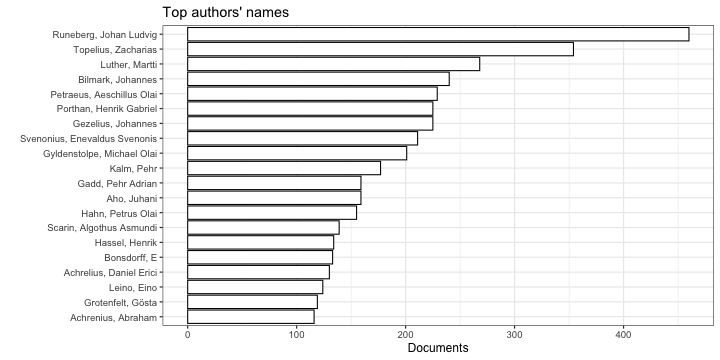 Top authors' names
Runeberg, Johan Ludvig
Topelius, Zacharias
Luther, Martti
Bilmark, Johannes
Petraeus, Aeschillus Olai
Porthan, Henrik Gabriel
Gezelius, Johannes
Svenonius, Enevaldus Svenonis
Gyldenstolpe, Michael Olai
Kalm, Pehr
Gadd, Pehr Adrian
Aho, Juhani
Hahn, Petrus Olai
Scarin, Algothus Asmundi
Hassel, Henrik
Bonsdorff, E
Achrelius, Daniel Erici
Leino, Eino
Grotenfelt, Gösta
Achrenius, Abraham
0 100 200 300 400
Documents